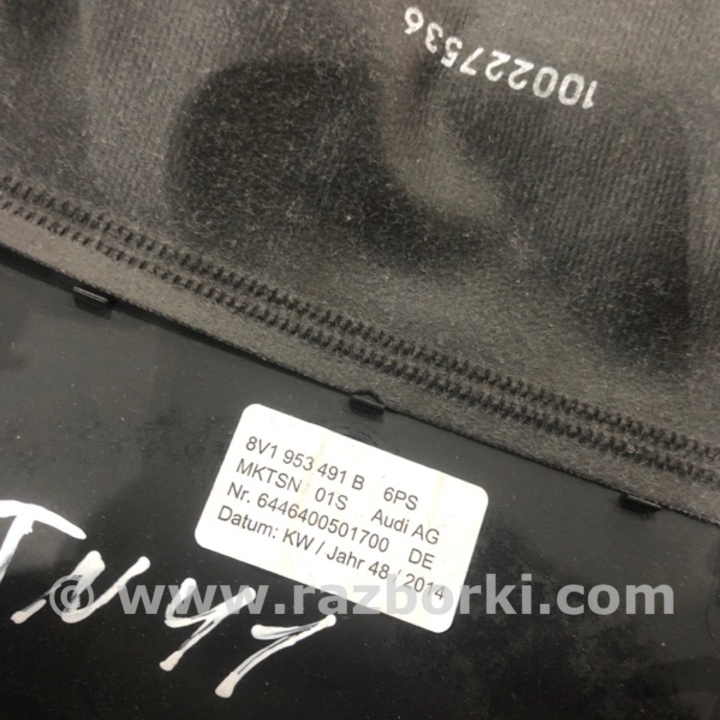 100227536
8V1 953 491 B 6PS
MKTSN 01S Audi AG
Nr. 6446400501700 DE
Datum: KW / Jahr 48 / 2014
© www.razborki.com